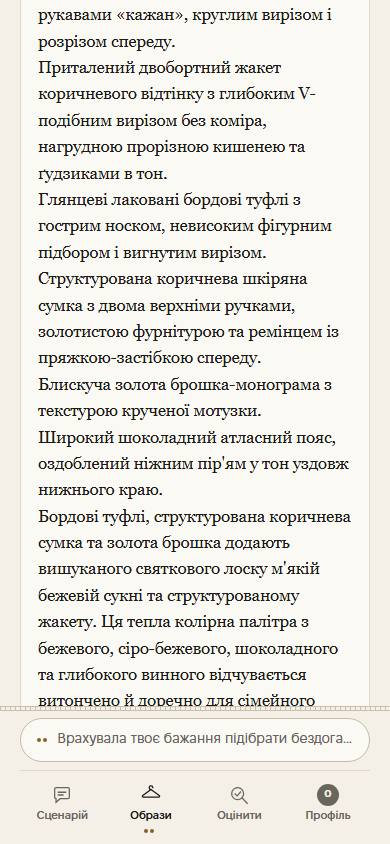 рукавами «кажан», круглим вирізом і
розрізом спереду.
Приталений двобортний жакет
коричневого відтінку з глибоким V-
подібним вирізом без коміра,
нагрудною прорізною кишенею та
ґудзиками в тон.
Глянцеві лаковані бордові туфлі з
гострим носком, невисоким фігурним
підбором і вигнутим вирізом.
Структурована коричнева шкіряна
сумка з двома верхніми ручками,
золотистою фурнітурою та ремінцем із
пряжкою-застібкою спереду.
Блискуча золота брошка-монограма з
текстурою крученої мотузки.
Широкий шоколадний атласний пояс,
оздоблений ніжним пір'ям у тон уздовж
нижнього краю.
Бордові туфлі, структурована коричнева
сумка та золота брошка додають
вишуканого святкового лоску м'якій
бежевій сукні та структурованому
жакету. Ця тепла колірна палітра з
бежевого, сіро-бежевого, шоколадного
та глибокого винного відчувається
витончено й доречно для сімейного
Врахувала твоє бажання підібрати бездога...
Сценарій
Образи
Оцінити
0
Профіль